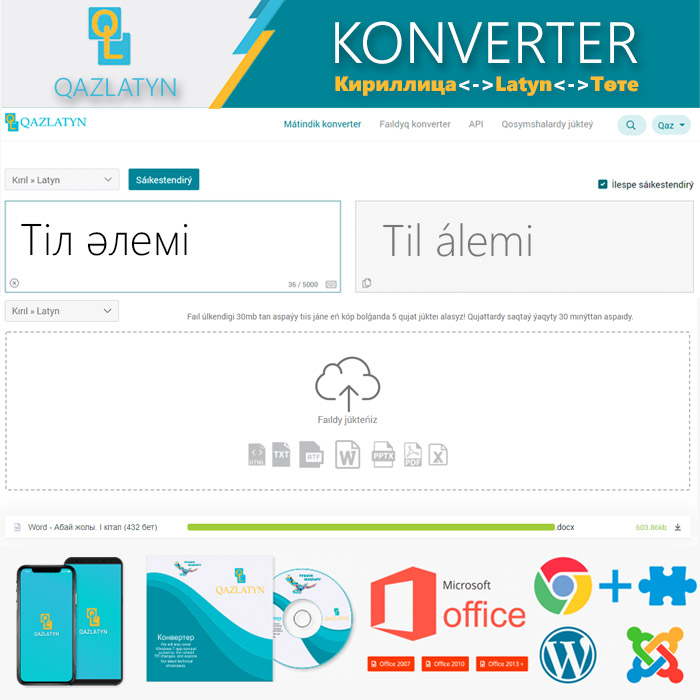 QAZLATYN
KONVERTER
Кириллица<->Latyn<->Төте
QAZLATYN
Mátindik konverter
Faıldyq konverter
API
Qosymshalardy júkteý
Qaz
Kırıl » Latyn
Sáıkestendirý
Ilespe sáıkestendirý
Тіл әлемі
36 / 5000
Til álemi
Kırıl » Latyn
Faıl úlkendigi 30mb tan aspaýy tiis jáne eń kóp bolǵanda 5 qujat júkteı alasyz! Qujattardy saqtaý ýaqyty 30 mınýttan aspaıdy.
Faıldy júkteńiz
HTML
TXT
RTF
W
PPTX
PDF
X
Word - Абай жолы. I кітап (432 бет)
.docx
603.86kb
QAZLATYN
QAZLATYN
QAZLATYN
Конвертер
Microsoft
office
Office 2007
Office 2010
Office 2013 +